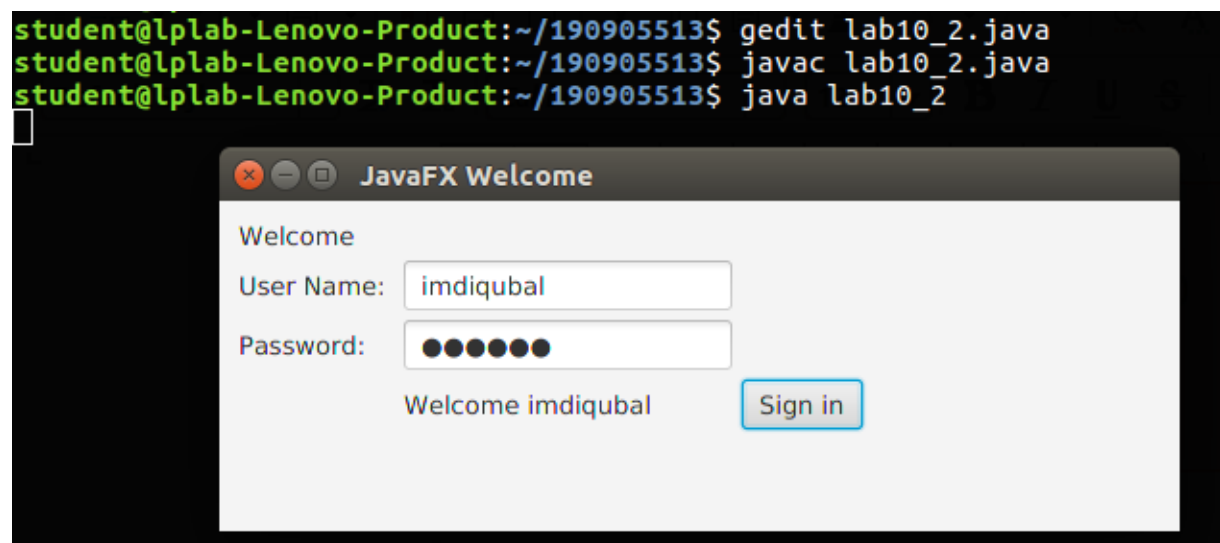 student@lplab-Lenovo-Product:~/190905513$ gedit lab10_2.java
student@lplab-Lenovo-Product:~/190905513$ javac lab10_2.java
student@lplab-Lenovo-Product:~/190905513$ java lab10_2
JavaFX Welcome
Welcome
User Name: imdiqubal
Password: ●●●●●●
Welcome imdiqubal Sign in